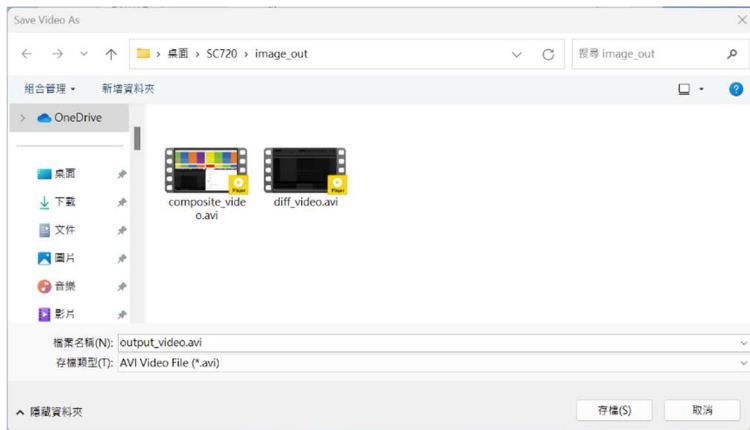 Save Video As
桌面 › SC720 › image_out
搜尋 image_out
組合管理
新增資料夾
OneDrive
桌面
下載
文件
圖片
音樂
影片
composite_vide
o.avi
diff_video.avi
Player
Player
檔案名稱(N): output_video.avi
存檔類型(T): AVI Video File (*.avi)
隱藏資料夾
存檔(S)
取消